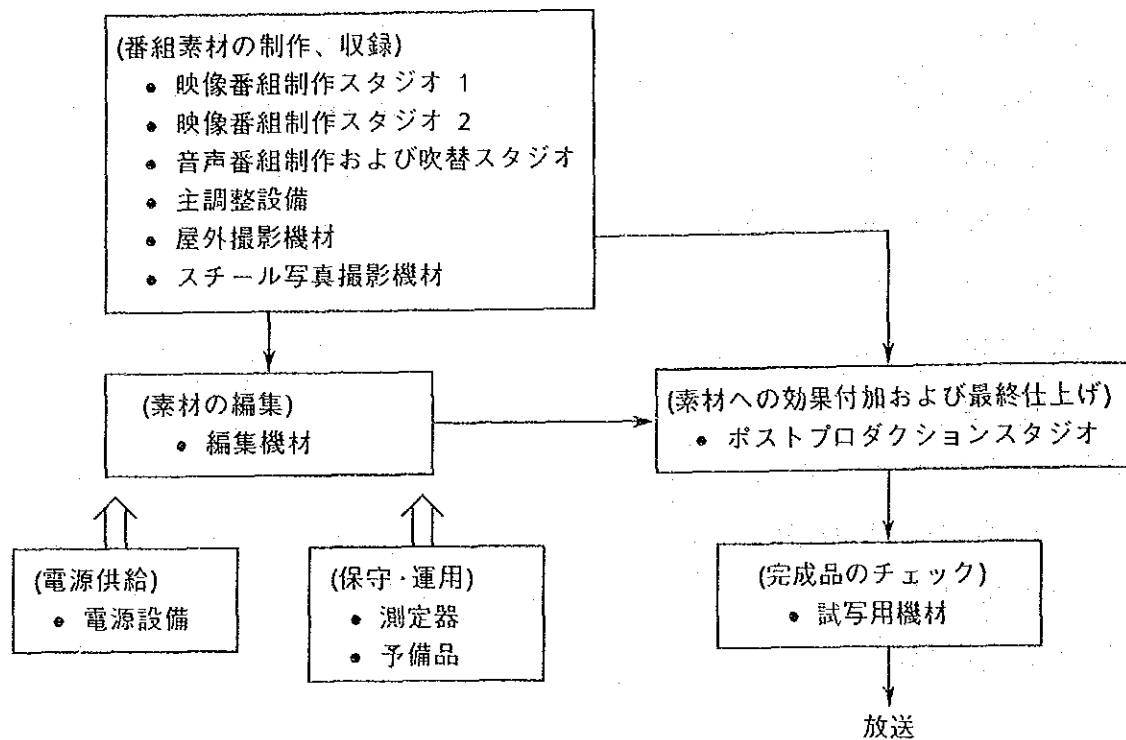 (番組素材の制作、収録)
• 映像番組制作スタジオ 1
• 映像番組制作スタジオ 2
• 音声番組制作および吹替スタジオ
• 主調整設備
• 屋外撮影機材
• スチール写真撮影機材
(素材の編集)
• 編集機材
(素材への効果付加および最終仕上げ)
• ポストプロダクションスタジオ
(電源供給)
• 電源設備
(保守・運用)
• 測定器
• 予備品
(完成品のチェック)
• 試写用機材
放送